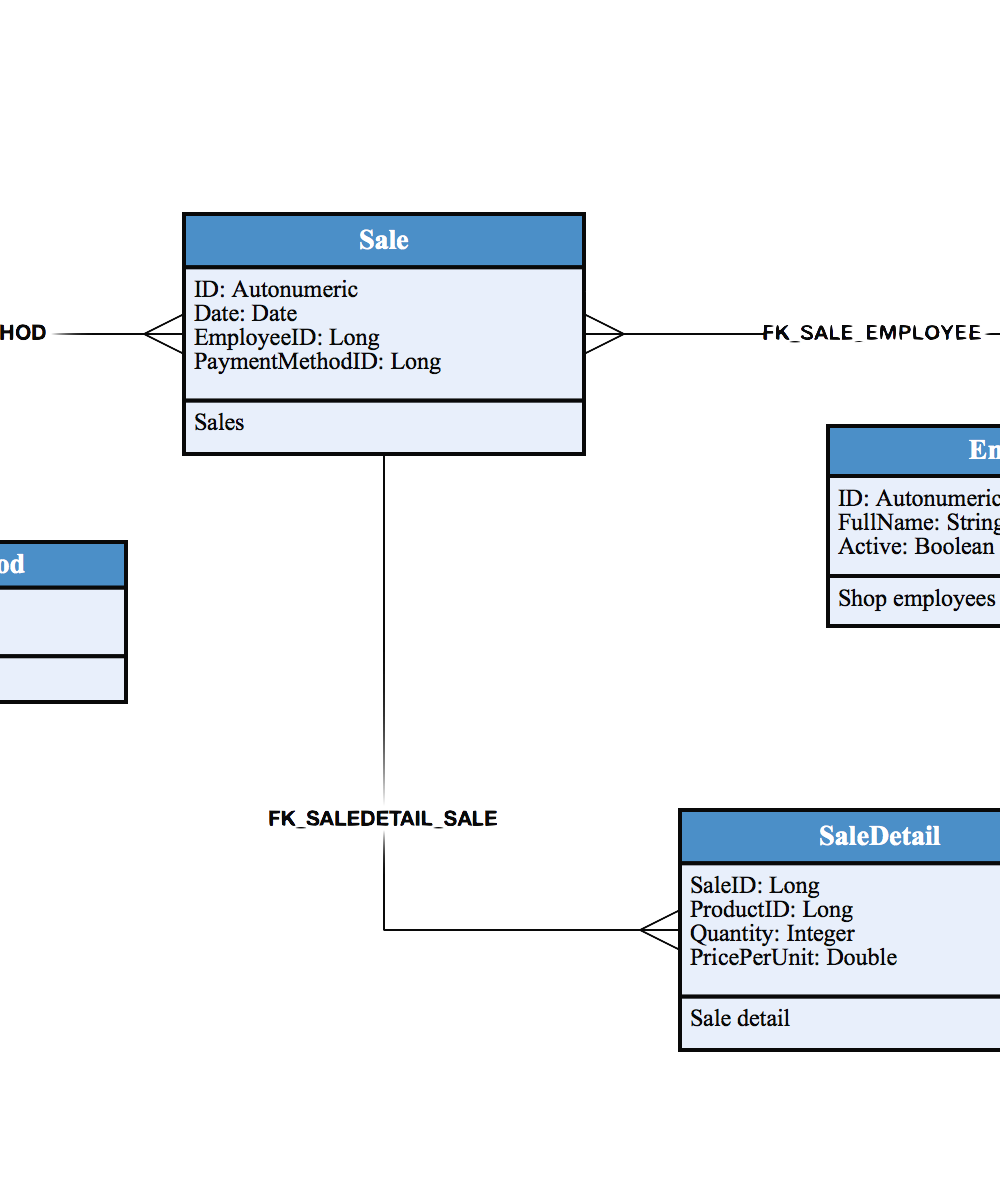 Sale
ID: Autonumeric
Date: Date
EmployeeID: Long
PaymentMethodID: Long
Sales
HOD
FK_SALE_EMPLOYEE
En
ID: Autonumeric
FullName: String
Active: Boolean
Shop employees
od
FK_SALEDETAIL_SALE
SaleDetail
SaleID: Long
ProductID: Long
Quantity: Integer
PricePerUnit: Double
Sale detail